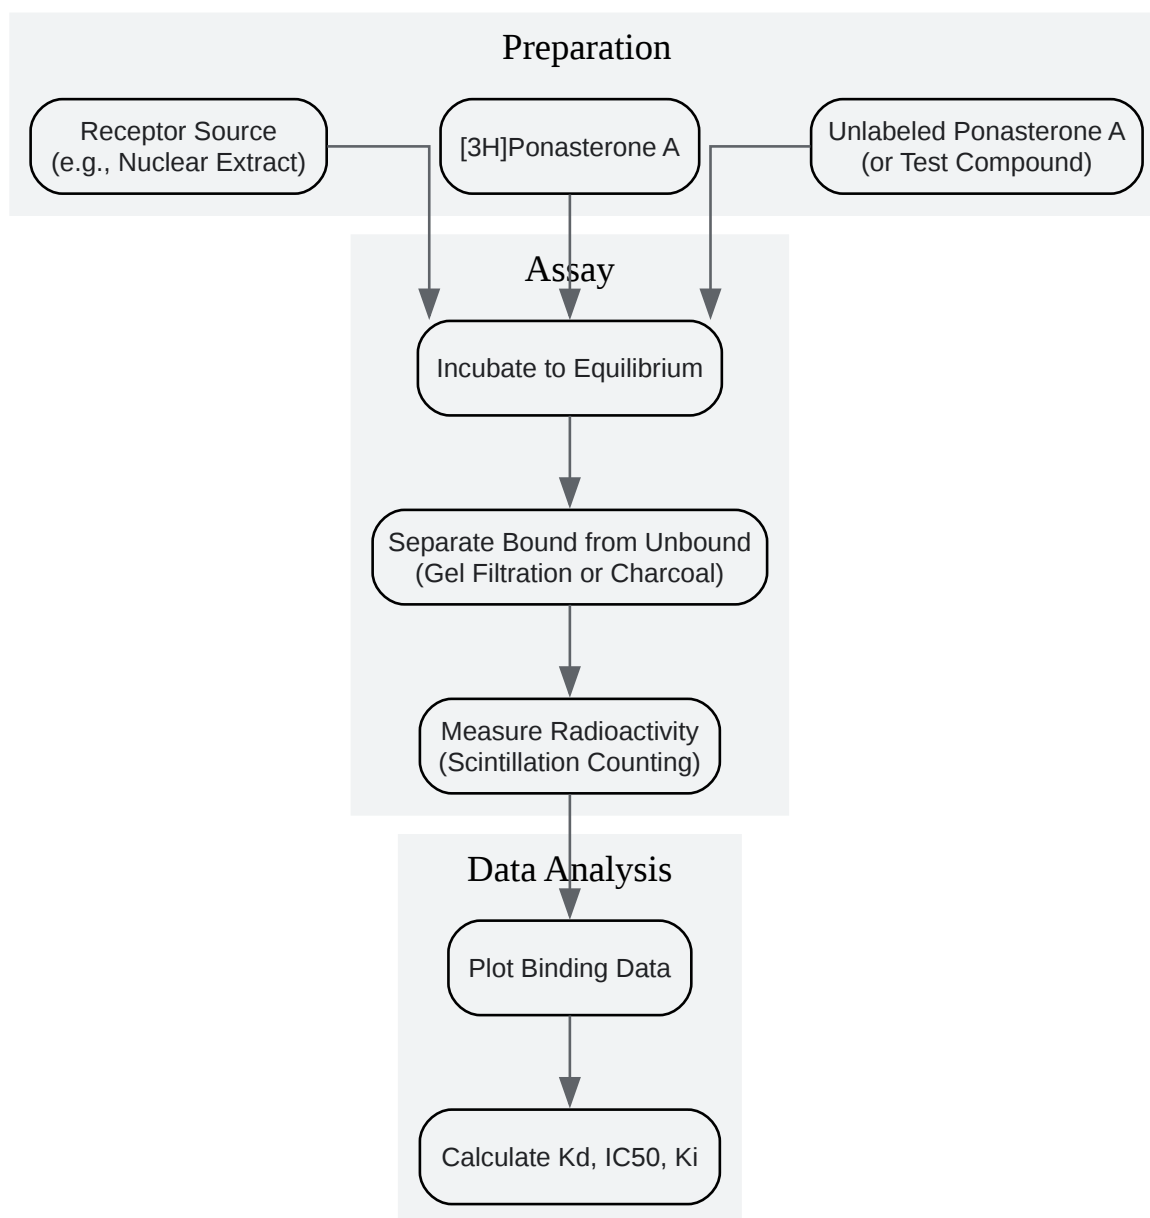 Preparation
Receptor Source
(e.g., Nuclear Extract)
[3H]Ponasterone A
Unlabeled Ponasterone A
(or Test Compound)
Assay
Incubate to Equilibrium
Separate Bound from Unbound
(Gel Filtration or Charcoal)
Measure Radioactivity
(Scintillation Counting)
Data Analysis
Plot Binding Data
Calculate Kd, IC50, Ki